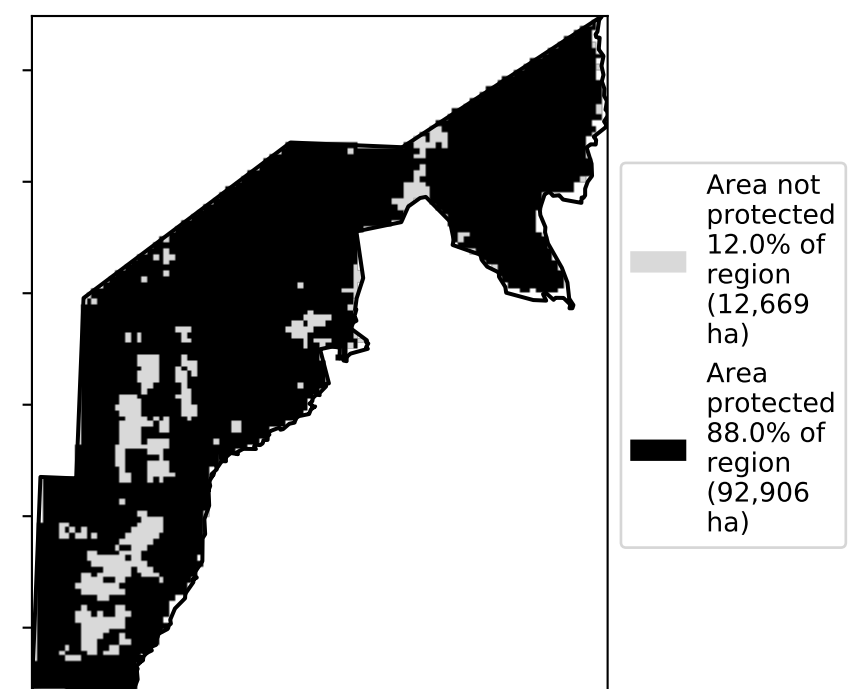 Area not
protected
12.0% of
region
(12,669
ha)
Area
protected
88.0% of
region
(92,906
ha)